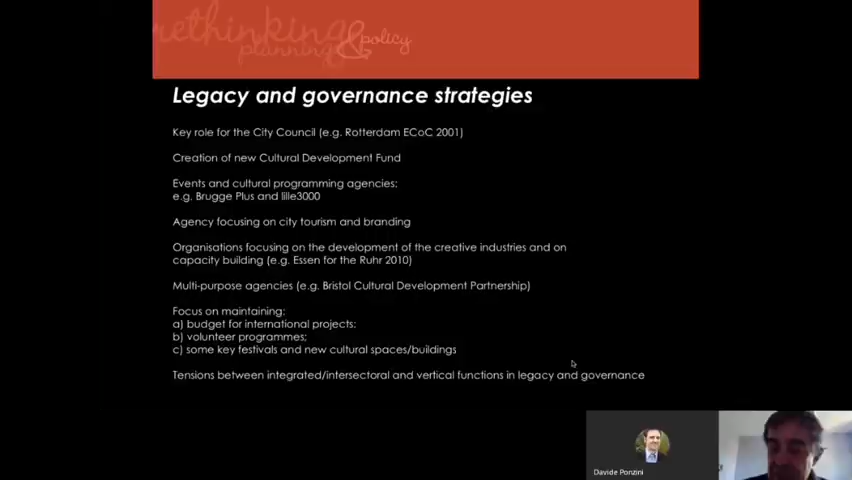 rethinking
planning & policy
Legacy and governance strategies
Key role for the City Council (e.g. Rotterdam ECoC 2001)
Creation of new Cultural Development Fund
Events and cultural programming agencies:
e.g. Brugge Plus and lille3000
Agency focusing on city tourism and branding
Organisations focusing on the development of the creative industries and on
capacity building (e.g. Essen for the Ruhr 2010)
Multi-purpose agencies (e.g. Bristol Cultural Development Partnership)
Focus on maintaining:
a) budget for international projects:
b) volunteer programmes;
c) some key festivals and new cultural spaces/buildings
Tensions between integrated/intersectoral and vertical functions in legacy and governance
Davide Ponzini